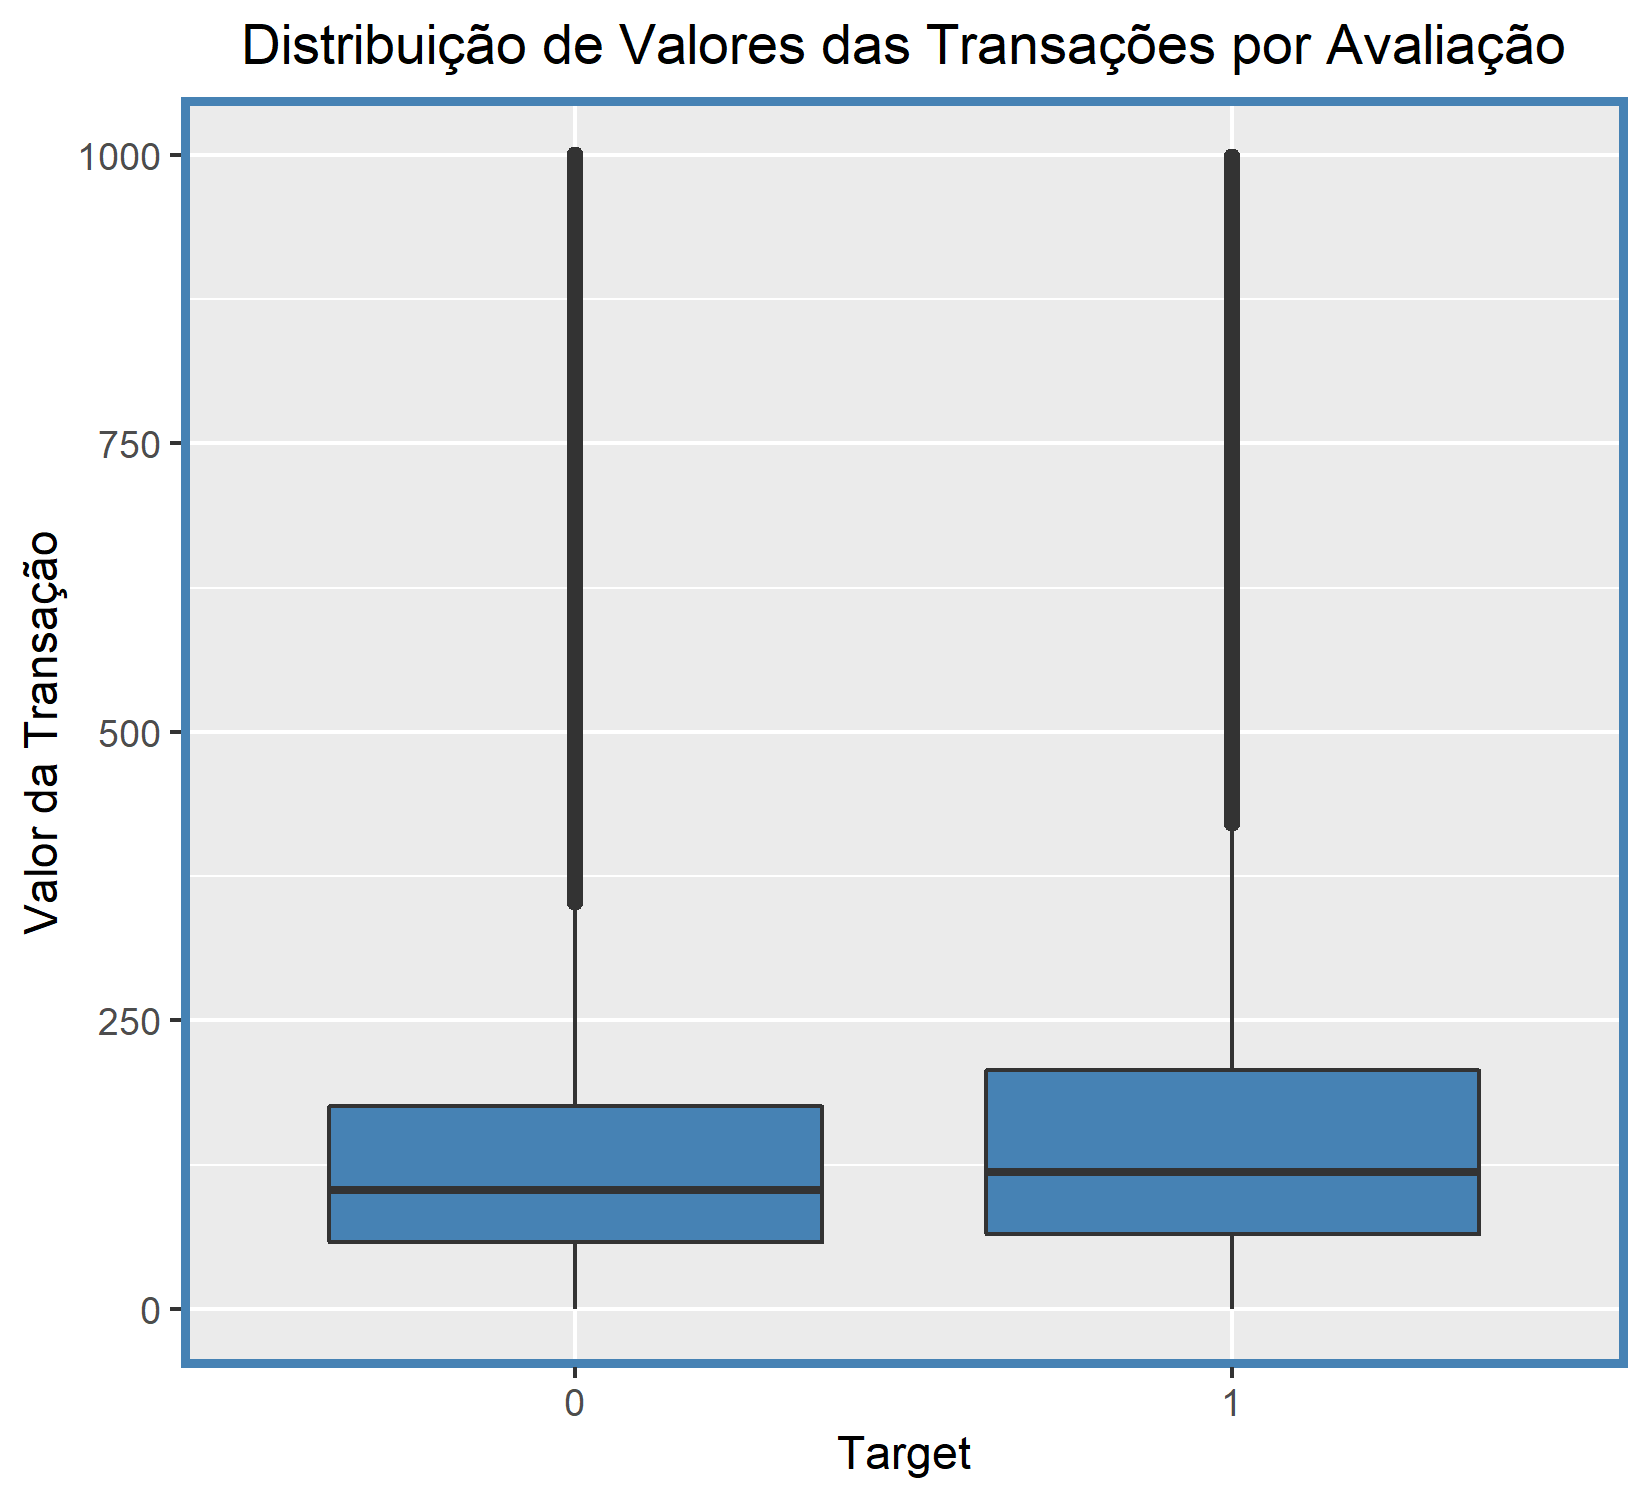 Distribuição de Valores das Transações por Avaliação
Valor da Transação
1000
750
500
250
0
0 1
Target